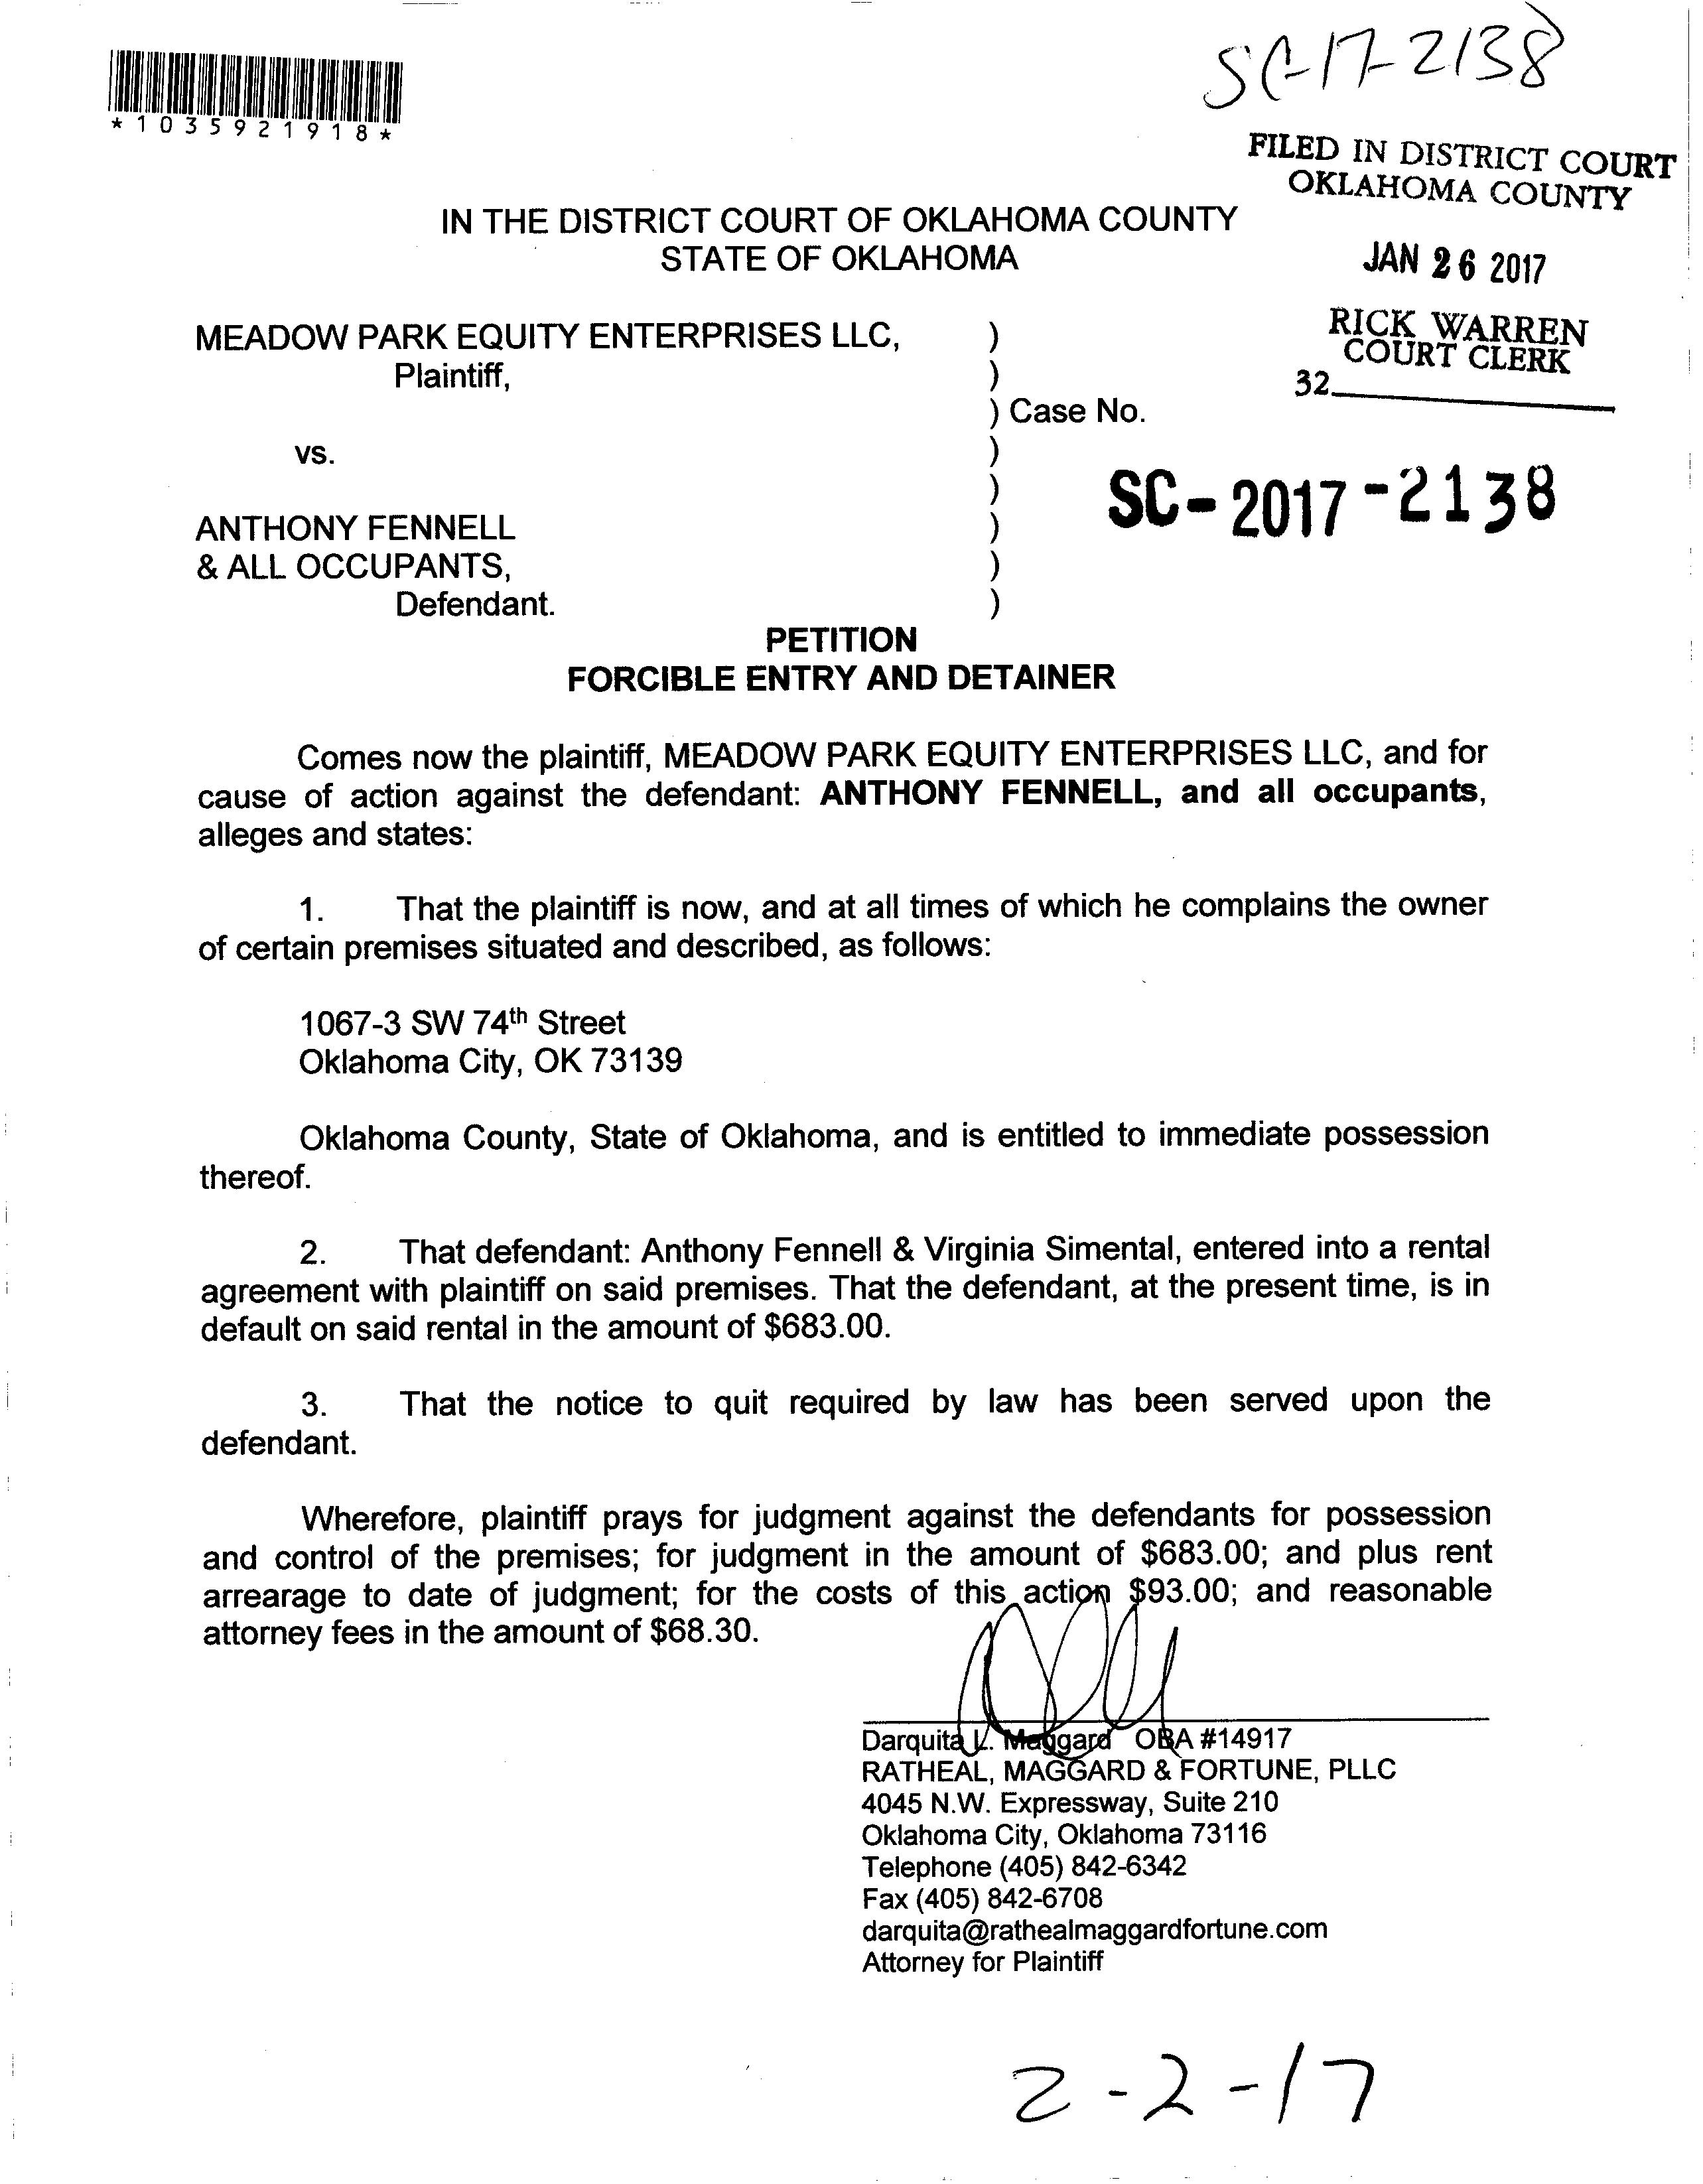 SC-17-2138
*1035921918*
FILED IN DISTRICT COURT
OKLAHOMA COUNTY
IN THE DISTRICT COURT OF OKLAHOMA COUNTY
STATE OF OKLAHOMA
JAN 26 2017
RICK WARREN
COURT CLERK
32
MEADOW PARK EQUITY ENTERPRISES LLC, )
Plaintiff, )
) Case No.
vs. )
)
SC-2017-2138
ANTHONY FENNELL )
& ALL OCCUPANTS, )
Defendant. )
PETITION
FORCIBLE ENTRY AND DETAINER
Comes now the plaintiff, MEADOW PARK EQUITY ENTERPRISES LLC, and for
cause of action against the defendant: ANTHONY FENNELL, and all occupants,
alleges and states:
1. That the plaintiff is now, and at all times of which he complains the owner
of certain premises situated and described, as follows:
1067-3 SW 74th Street
Oklahoma City, OK 73139
Oklahoma County, State of Oklahoma, and is entitled to immediate possession
thereof.
2. That defendant: Anthony Fennell & Virginia Simental, entered into a rental
agreement with plaintiff on said premises. That the defendant, at the present time, is in
default on said rental in the amount of $683.00.
3. That the notice to quit required by law has been served upon the
defendant.
Wherefore, plaintiff prays for judgment against the defendants for possession
and control of the premises; for judgment in the amount of $683.00; and plus rent
arrearage to date of judgment; for the costs of this action $93.00; and reasonable
attorney fees in the amount of $68.30.
Darquita L. Maggard OBA #14917
RATHEAL, MAGGARD & FORTUNE, PLLC
4045 N.W. Expressway, Suite 210
Oklahoma City, Oklahoma 73116
Telephone (405) 842-6342
Fax (405) 842-6708
darquita@rathealmaggardfortune.com
Attorney for Plaintiff
2-2-17